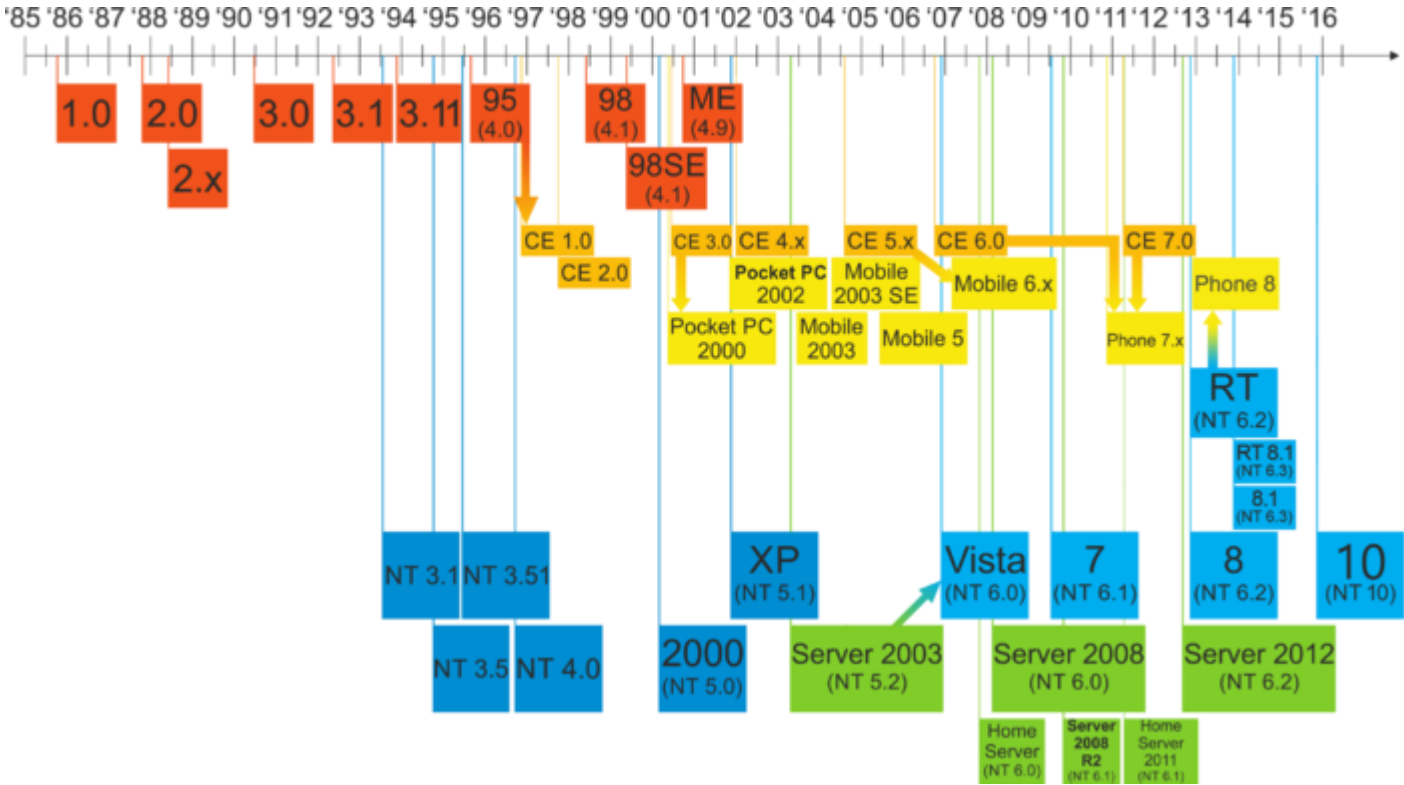 ‘85 ‘86 ‘87 ‘88 ‘89 ‘90 ‘91 ‘92 ‘93 ‘94 ‘95 ‘96 ‘97 ‘98 ‘99 ‘00 ‘01 ‘02 ‘03 ‘04 ‘05 ‘06 ‘07 ‘08 ‘09 ‘10 ‘11 ‘12 ‘13 ‘14 ‘15 ‘16
1.0
2.0
3.0
3.1
3.11
95
(4.0)
98
(4.1)
ME
(4.9)
2.x
98SE
(4.1)
CE 1.0
CE 3.0
CE 4.x
CE 5.x
CE 6.0
CE 7.0
CE 2.0
Pocket PC
2002
Mobile
2003 SE
Mobile 6.x
Phone 8
Pocket PC
2000
Mobile
2003
Mobile 5
Phone 7.x
RT
(NT 6.2)
RT 8.1
(NT 6.3)
8.1
(NT 6.3)
NT 3.1
NT 3.51
XP
(NT 5.1)
Vista
(NT 6.0)
7
(NT 6.1)
8
(NT 6.2)
10
(NT 10)
NT 3.5
NT 4.0
2000
(NT 5.0)
Server 2003
(NT 5.2)
Server 2008
(NT 6.0)
Server 2012
(NT 6.2)
Home
Server
(NT 6.0)
Server
2008
R2
(NT 6.1)
Home
Server
2011
(NT 6.1)